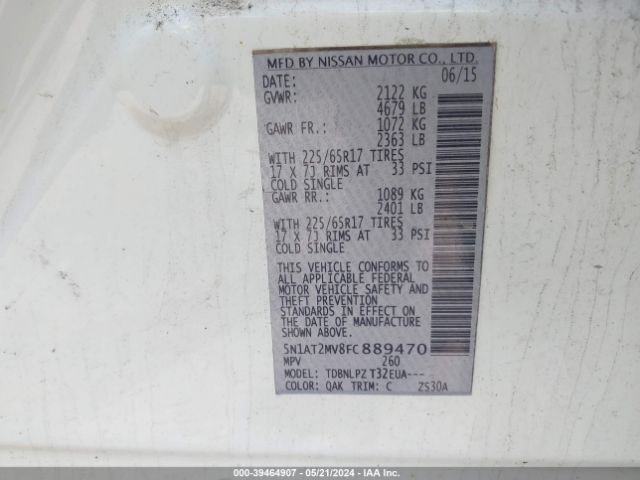 MFD BY NISSAN MOTOR CO., LTD.
DATE: 06/15
GVWR: 2122 KG
4679 LB
GAWR FR.: 1072 KG
2363 LB
WITH 225/65R17 TIRES
17 X 7J RIMS AT 33 PSI
COLD SINGLE
GAWR RR.: 1089 KG
2401 LB
WITH 225/65R17 TIRES
17 X 7J RIMS AT 33 PSI
COLD SINGLE
THIS VEHICLE CONFORMS TO
ALL APPLICABLE FEDERAL
MOTOR VEHICLE SAFETY AND
THEFT PREVENTION
STANDARDS IN EFFECT ON
THE DATE OF MANUFACTURE
SHOWN ABOVE.
5N1AT2MV8FC889470
MPV 260
MODEL: TDBNLPZ T32EUA---
COLOR: QAK TRIM: C ZS30A
000-39464907 - 05/21/2024 - IAA Inc.